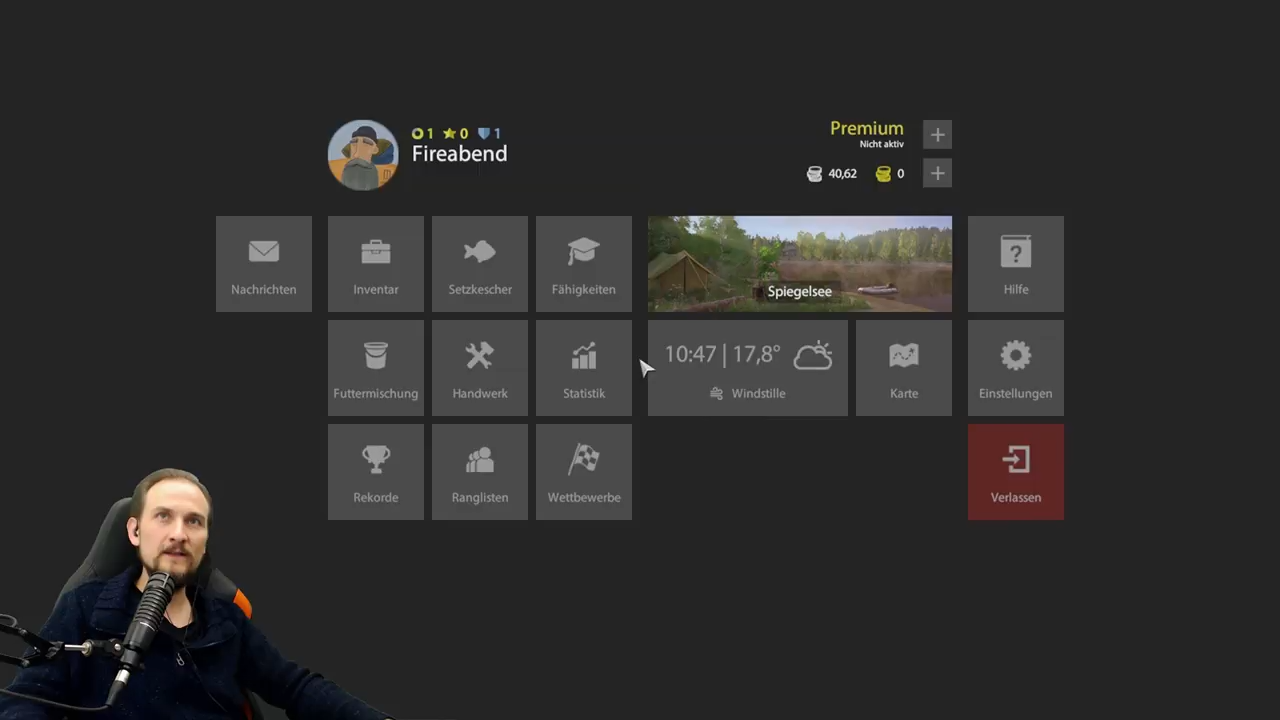 1 0 1
Fireabend
Premium
Nicht aktiv
40,62 0
Nachrichten
Inventar
Setzkescher
Fähigkeiten
Spiegelsee
Hilfe
Futtermischung
Handwerk
Statistik
10:47 | 17,8°
Windstille
Karte
Einstellungen
Rekorde
Ranglisten
Wettbewerbe
Verlassen